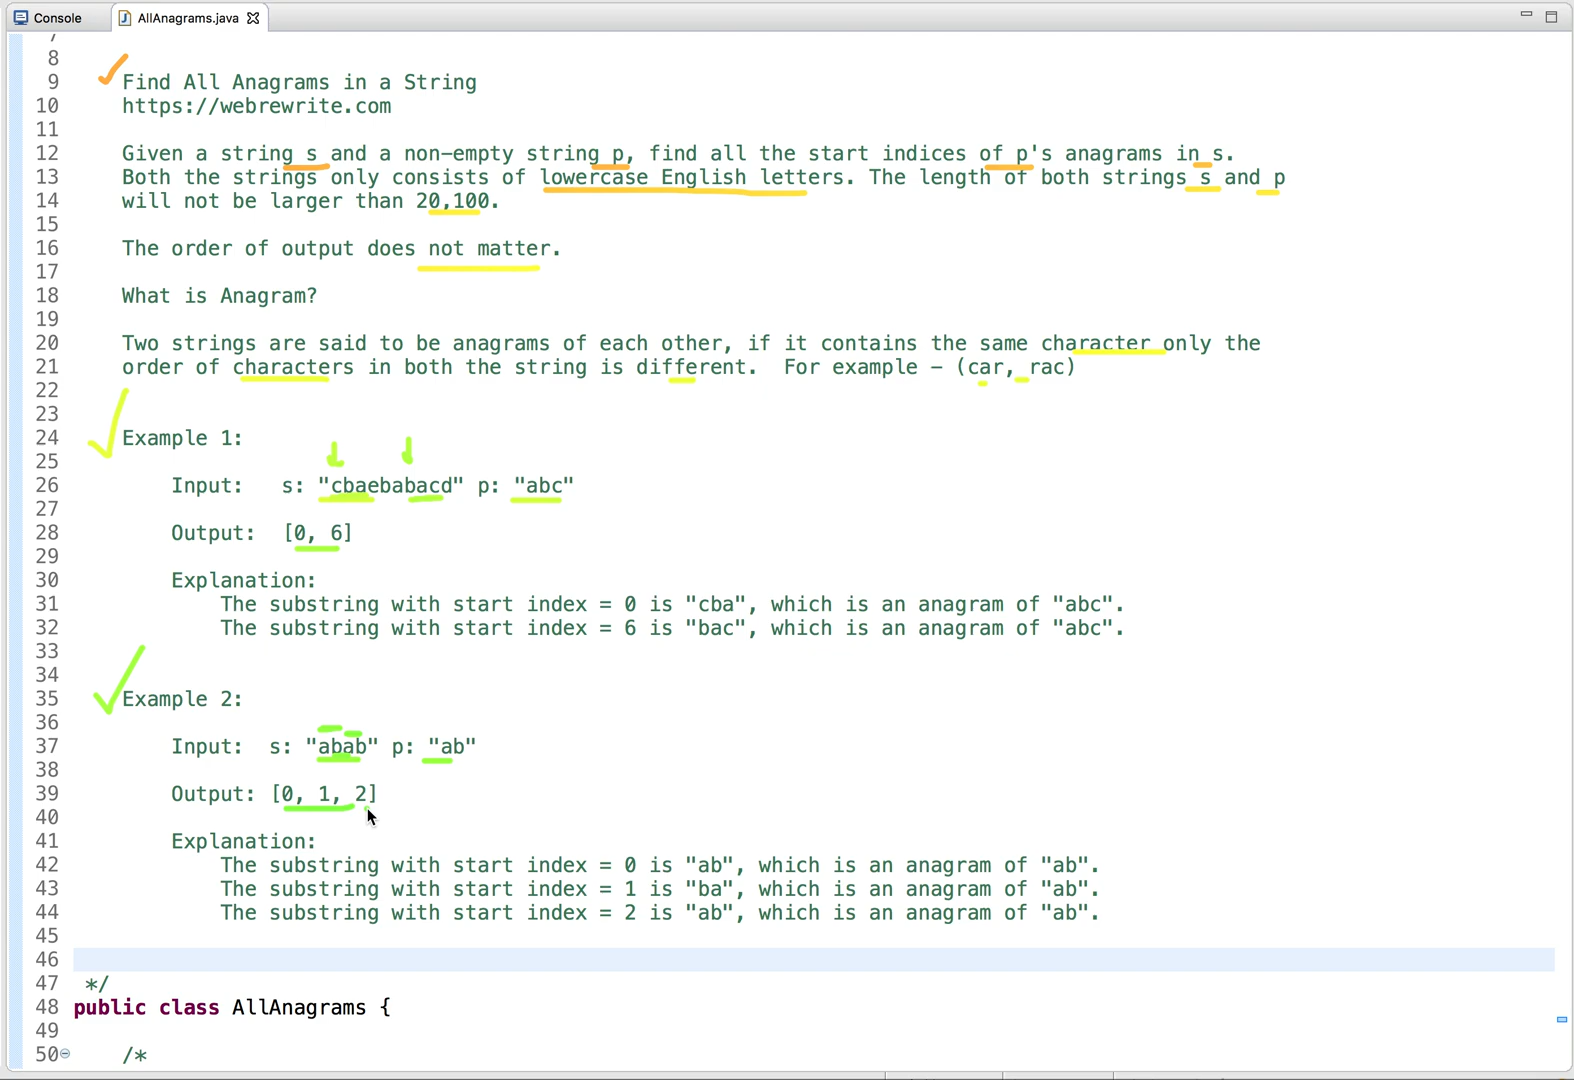 Console AllAnagrams.java
7
8
9 Find All Anagrams in a String
10 https://webrewrite.com
11
12 Given a string s and a non-empty string p, find all the start indices of p's anagrams in s.
13 Both the strings only consists of lowercase English letters. The length of both strings s and p
14 will not be larger than 20,100.
15
16 The order of output does not matter.
17
18 What is Anagram?
19
20 Two strings are said to be anagrams of each other, if it contains the same character only the
21 order of characters in both the string is different. For example - (car, rac)
22
23
24 Example 1:
25
26 Input: s: "cbaebabacd" p: "abc"
27
28 Output: [0, 6]
29
30 Explanation:
31 The substring with start index = 0 is "cba", which is an anagram of "abc".
32 The substring with start index = 6 is "bac", which is an anagram of "abc".
33
34
35 Example 2:
36
37 Input: s: "abab" p: "ab"
38
39 Output: [0, 1, 2]
40
41 Explanation:
42 The substring with start index = 0 is "ab", which is an anagram of "ab".
43 The substring with start index = 1 is "ba", which is an anagram of "ab".
44 The substring with start index = 2 is "ab", which is an anagram of "ab".
45
46
47 */
48 public class AllAnagrams {
49
50 /*